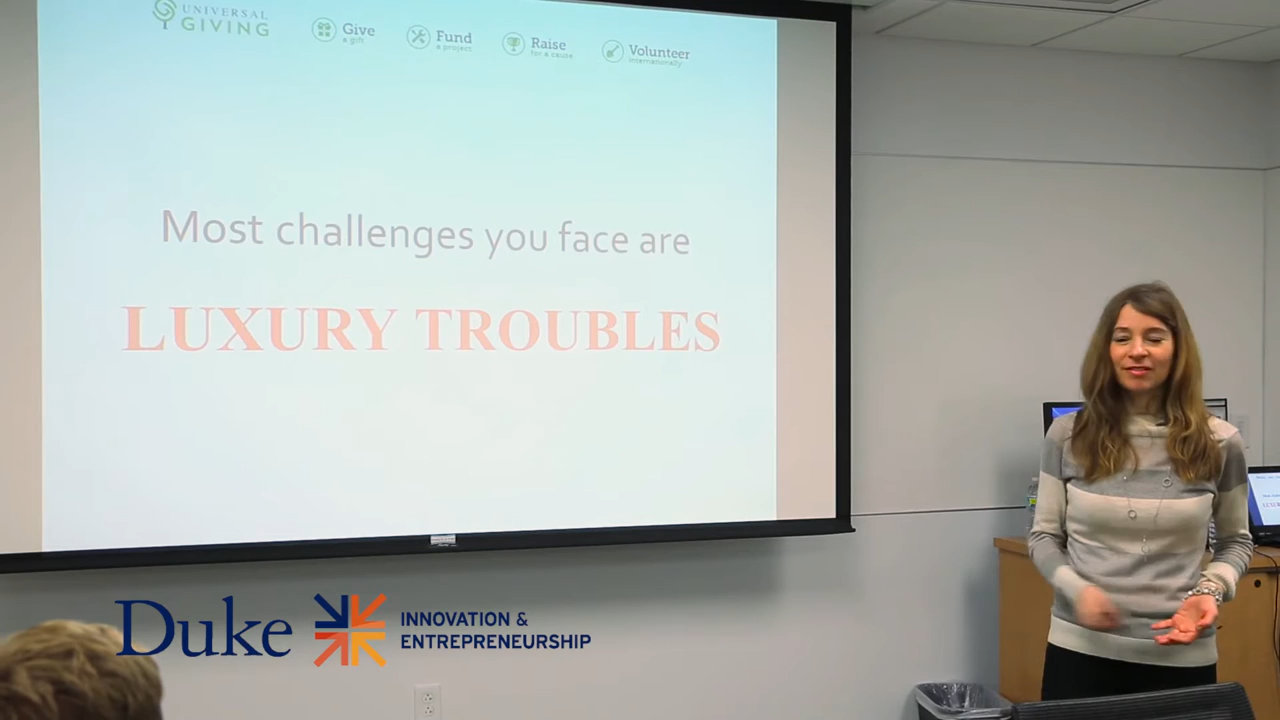 UNIVERSAL
GIVING
Give
a gift
Fund
a project
Raise
for a cause
Volunteer
internationally
Most challenges you face are
LUXURY TROUBLES
Duke
INNOVATION &
ENTREPRENEURSHIP